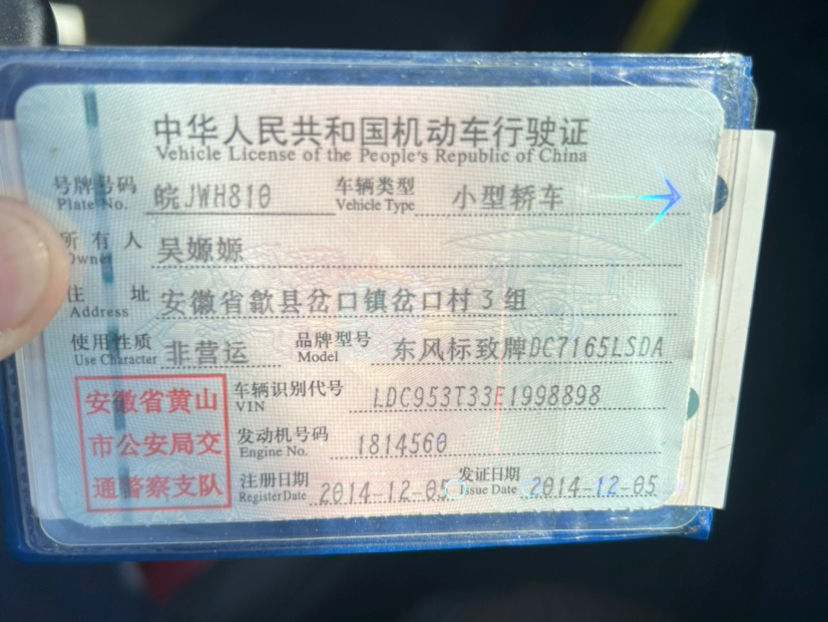 中华人民共和国机动车行驶证
Vehicle License of the People's Republic of China
号牌号码 Plate No. 皖JWH810 车辆类型 Vehicle Type 小型轿车
所有人 Owner 吴嫄嫄
住址 Address 安徽省歙县岔口镇岔口村3组
使用性质 Use Character 非营运 品牌型号 Model 东风标致牌DC7165LSDA
安徽省黄山 车辆识别代号 VIN LDC953T33E1998898
市公安局交 发动机号码 Engine No. 1814560
通警察支队 注册日期 Register Date 2014-12-05 发证日期 Issue Date 2014-12-05